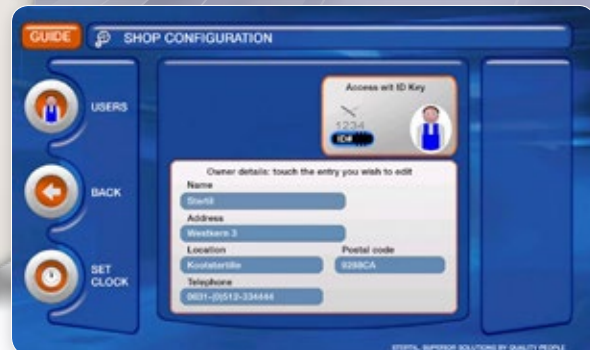 GUIDE SHOP CONFIGURATION
USERS
BACK
SET
CLOCK
Access wit ID Key
1234
ID#
Owner details: touch the entry you wish to edit
Name
Stertil
Address
Westkern 3
Location Postal code
Kootstertille 9288CA
Telephone
0031-(0)512-334444
STERTIL, SUPERIOR SOLUTIONS BY QUALITY PEOPLE